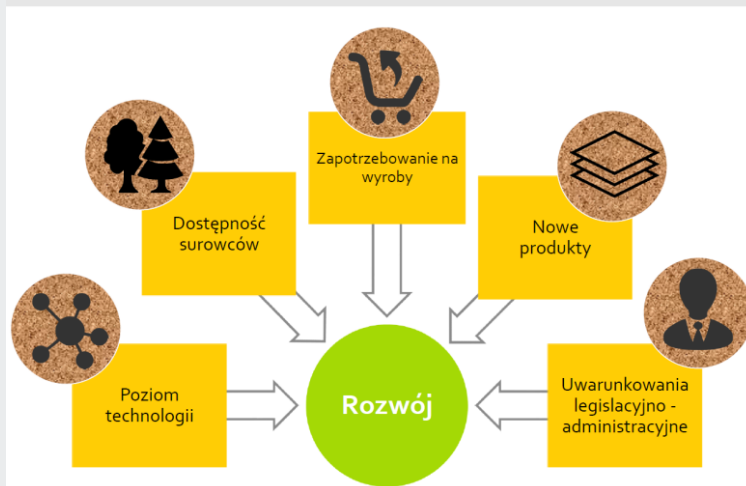 Zapotrzebowanie na
wyroby
Dostępność
surowców
Nowe
produkty
Poziom
technologii
Rozwój
Uwarunkowania
legislacyjno -
administracyjne